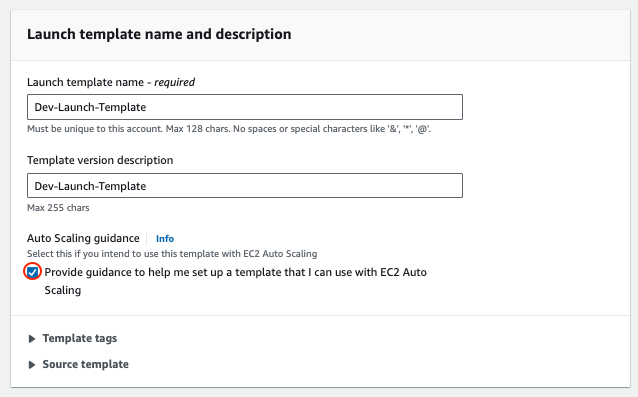 Launch template name and description
Launch template name - required
Dev-Launch-Template
Must be unique to this account. Max 128 chars. No spaces or special characters like '&', '*', '@'.
Template version description
Dev-Launch-Template
Max 255 chars
Auto Scaling guidance Info
Select this if you intend to use this template with EC2 Auto Scaling
Provide guidance to help me set up a template that I can use with EC2 Auto
Scaling
Template tags
Source template